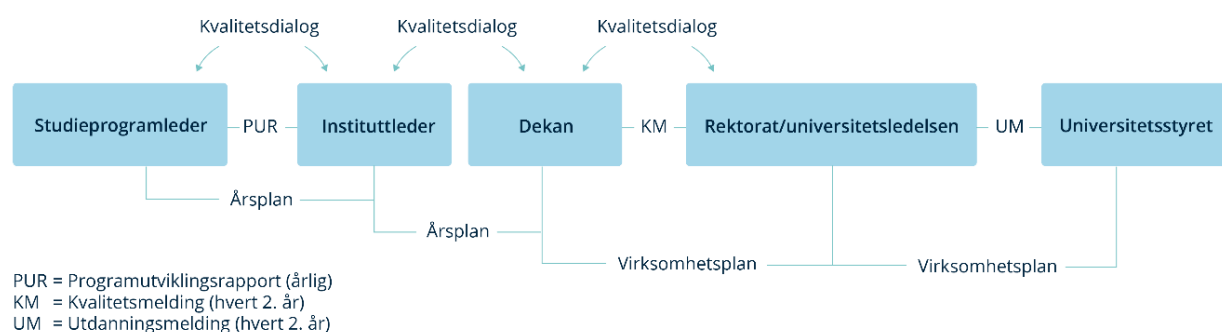 Kvalitetsdialog Kvalitetsdialog Kvalitetsdialog
Studieprogramleder PUR Instituttleder Dekan KM Rektorat/universitetsledelsen UM Universitetsstyret
Årsplan
Årsplan
Virksomhetsplan Virksomhetsplan
PUR = Programutviklingsrapport (årlig)
KM = Kvalitetsmelding (hvert 2. år)
UM = Utdanningsmelding (hvert 2. år)